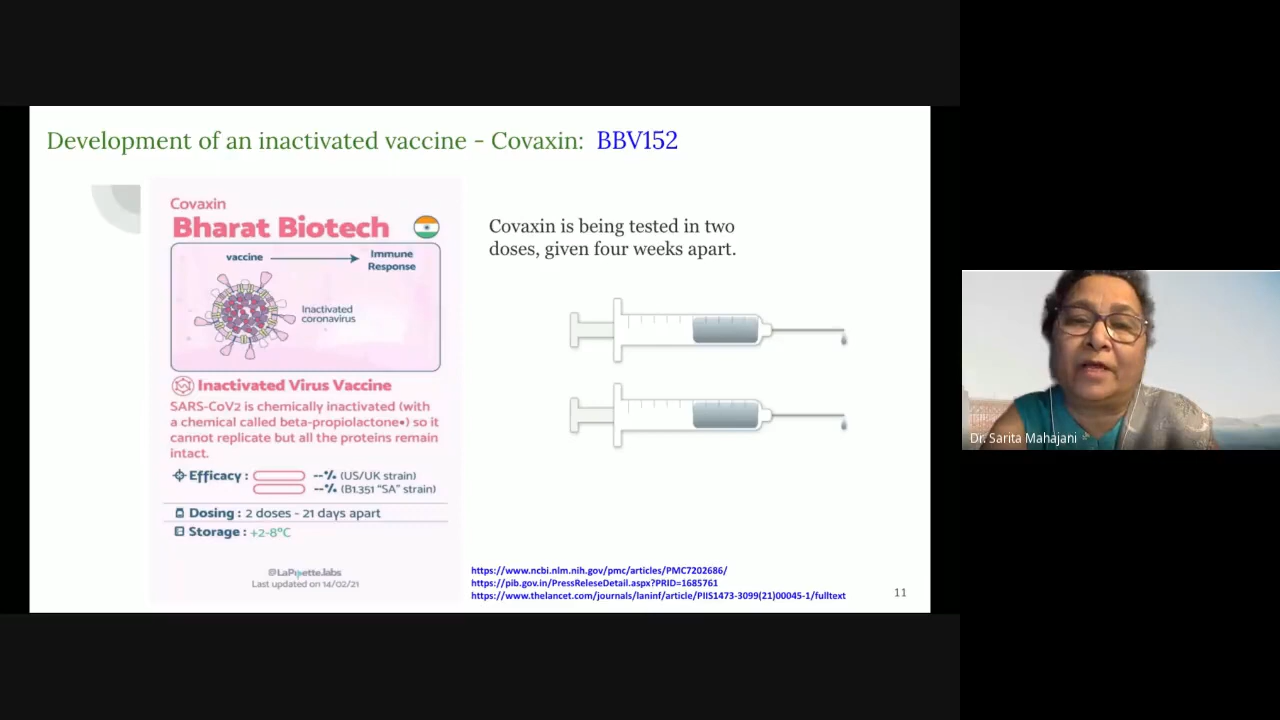 Development of an inactivated vaccine - Covaxin: BBV152
Covaxin
Bharat Biotech
vaccine
Immune
Response
Inactivated
coronavirus
Inactivated Virus Vaccine
SARS-CoV2 is chemically inactivated (with
a chemical called beta-propiolactone•) so it
cannot replicate but all the proteins remain
intact.
Efficacy : --% (US/UK strain)
--% (B1.351 "SA" strain)
Dosing : 2 doses - 21 days apart
Storage : +2-8°C
@LaPipette.labs
Last updated on 14/02/21
Covaxin is being tested in two
doses, given four weeks apart.
https://www.ncbi.nlm.nih.gov/pmc/articles/PMC7202686/
https://pib.gov.in/PressReleseDetail.aspx?PRID=1685761
https://www.thelancet.com/journals/laninf/article/PIIS1473-3099(21)00045-1/fulltext
11
Dr. Sarita Mahajani